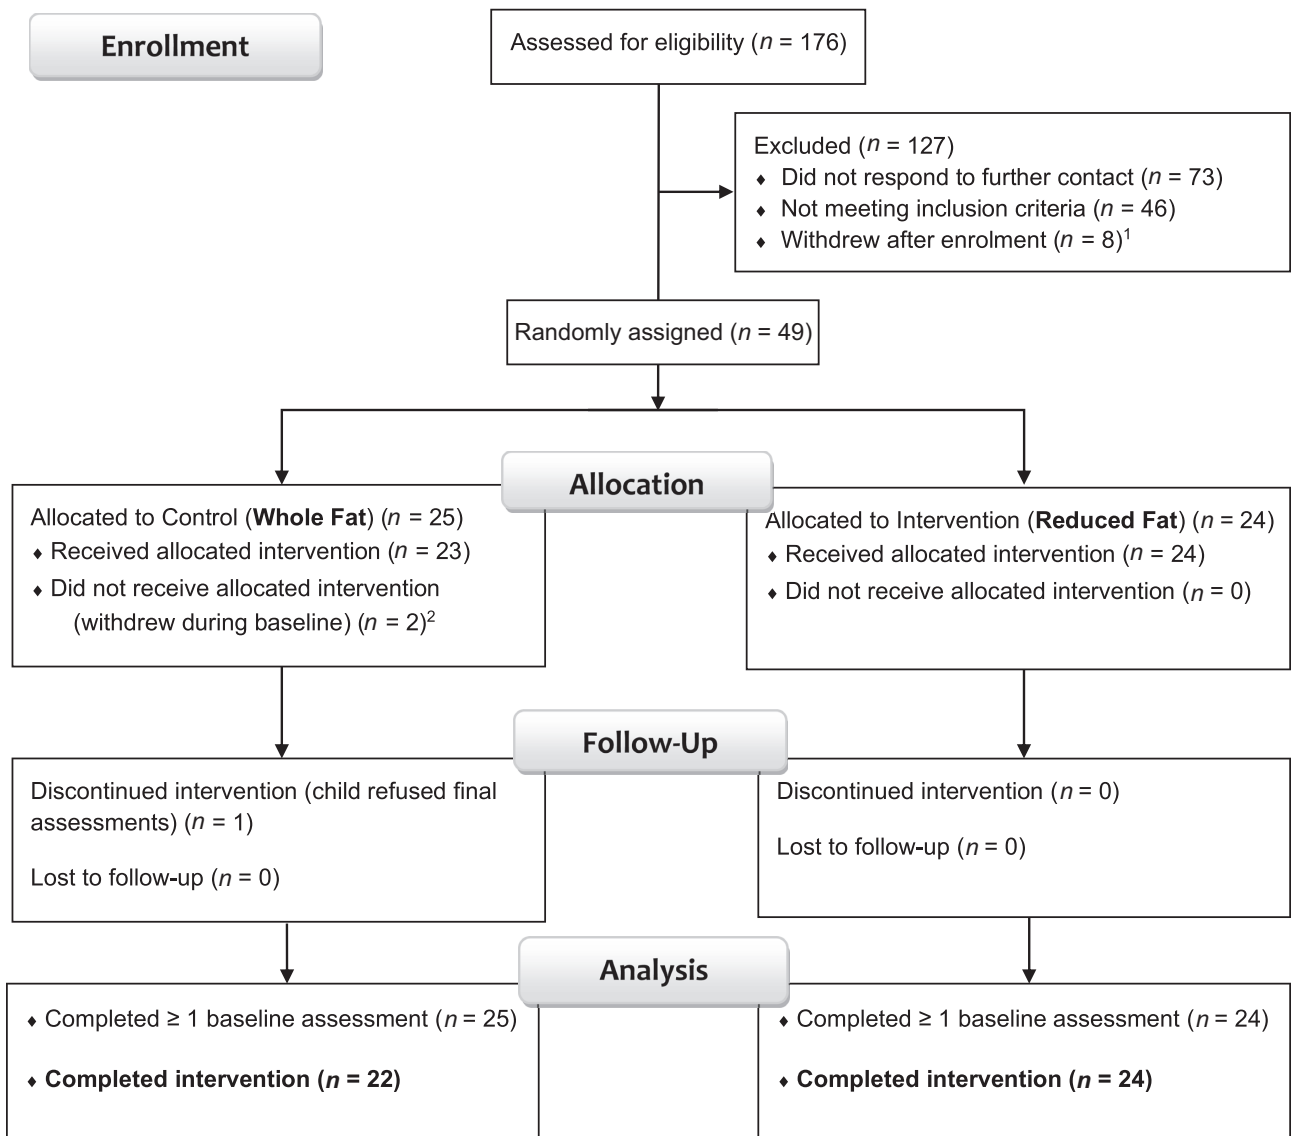 Enrollment
Assessed for eligibility (n = 176)
Excluded (n = 127)
♦ Did not respond to further contact (n = 73)
♦ Not meeting inclusion criteria (n = 46)
♦ Withdrew after enrolment (n = 8)¹
Randomly assigned (n = 49)
Allocation
Allocated to Control (Whole Fat) (n = 25)
♦ Received allocated intervention (n = 23)
♦ Did not receive allocated intervention
(withdrew during baseline) (n = 2)²
Allocated to Intervention (Reduced Fat) (n = 24)
♦ Received allocated intervention (n = 24)
♦ Did not receive allocated intervention (n = 0)
Follow-Up
Discontinued intervention (child refused final
assessments) (n = 1)
Lost to follow-up (n = 0)
Discontinued intervention (n = 0)
Lost to follow-up (n = 0)
Analysis
♦ Completed ≥ 1 baseline assessment (n = 25)
♦ Completed intervention (n = 22)
♦ Completed ≥ 1 baseline assessment (n = 24)
♦ Completed intervention (n = 24)